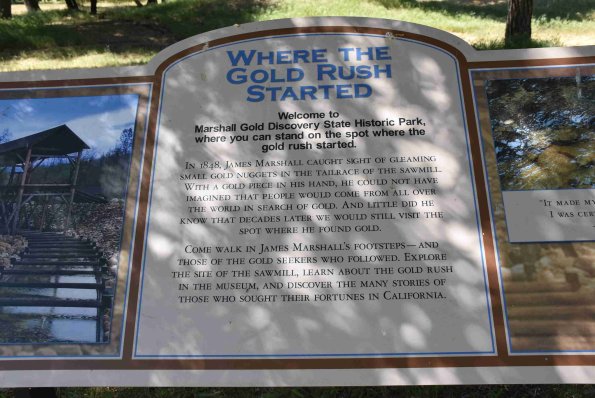 WHERE THE
GOLD RUSH
STARTED
Welcome to
Marshall Gold Discovery State Historic Park,
where you can stand on the spot where the
gold rush started.
IN 1848, JAMES MARSHALL CAUGHT SIGHT OF GLEAMING
SMALL GOLD NUGGETS IN THE TAILRACE OF THE SAWMILL.
WITH A GOLD PIECE IN HIS HAND, HE COULD NOT HAVE
IMAGINED THAT PEOPLE WOULD COME FROM ALL OVER
THE WORLD IN SEARCH OF GOLD. AND LITTLE DID HE
KNOW THAT DECADES LATER WE WOULD STILL VISIT THE
SPOT WHERE HE FOUND GOLD.
COME WALK IN JAMES MARSHALL'S FOOTSTEPS—AND
THOSE OF THE GOLD SEEKERS WHO FOLLOWED. EXPLORE
THE SITE OF THE SAWMILL, LEARN ABOUT THE GOLD RUSH
IN THE MUSEUM, AND DISCOVER THE MANY STORIES OF
THOSE WHO SOUGHT THEIR FORTUNES IN CALIFORNIA.
"IT MADE MY
I WAS CER